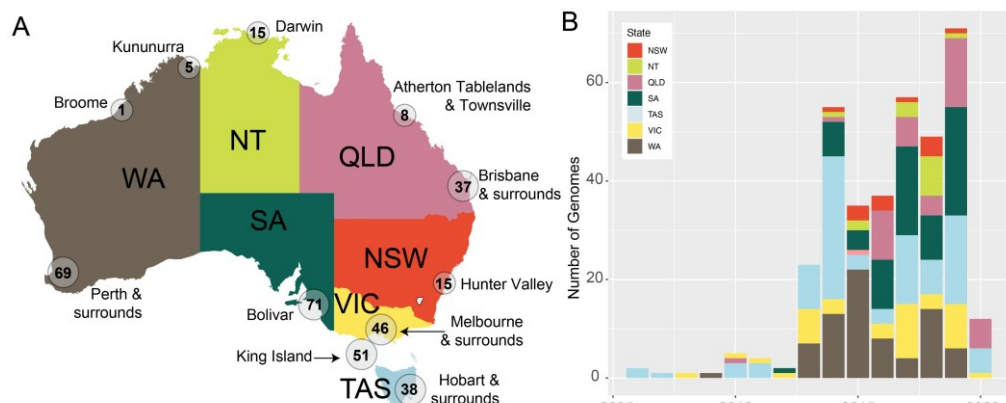 A
15
Darwin
Kununurra
5
Broome
1
Atherton Tablelands
& Townsville
8
NT
WA
QLD
Brisbane
& surrounds
37
SA
NSW
69
Perth &
surrounds
Bolivar
71
15
Hunter Valley
VIC
46
Melbourne
& surrounds
King Island
51
TAS
38
Hobart &
surrounds
B
State
NSW
NT
QLD
SA
TAS
VIC
WA
Number of Genomes
60
40
20
0